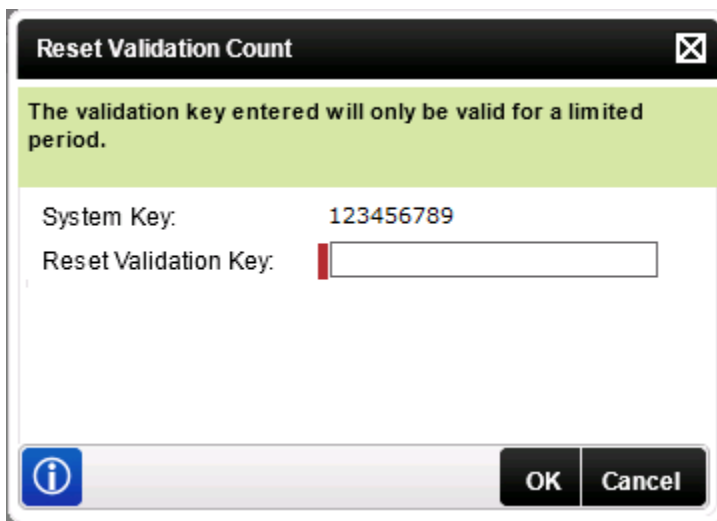 Reset Validation Count
The validation key entered will only be valid for a limited
period.
System Key: 123456789
Reset Validation Key:
OK Cancel